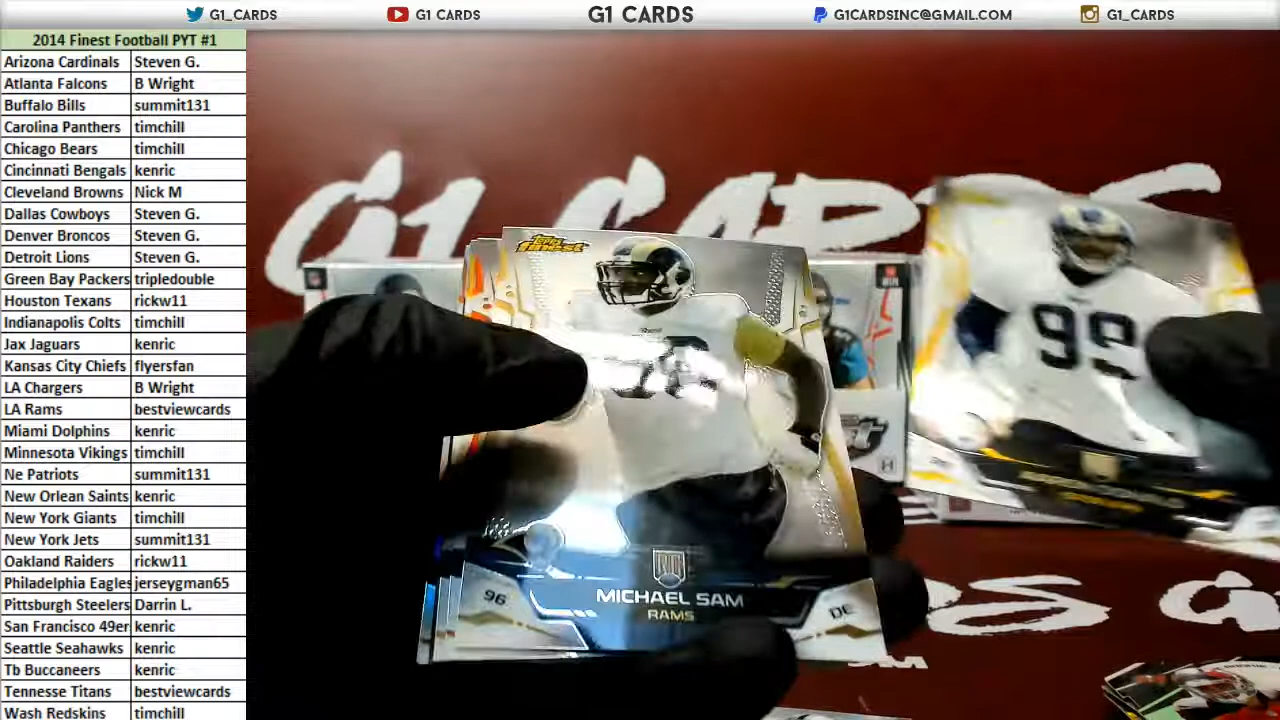 G1_CARDS
G1 CARDS
G1 CARDS
G1CARDSINC@GMAIL.COM
G1_CARDS
2014 Finest Football PYT #1
Arizona Cardinals Steven G.
Atlanta Falcons B Wright
Buffalo Bills summit131
Carolina Panthers timchill
Chicago Bears timchill
Cincinnati Bengals kenric
Cleveland Browns Nick M
Dallas Cowboys Steven G.
Denver Broncos Steven G.
Detroit Lions Steven G.
Green Bay Packers tripledouble
Houston Texans rickw11
Indianapolis Colts timchill
Jax Jaguars kenric
Kansas City Chiefs flyersfan
LA Chargers B Wright
LA Rams bestviewcards
Miami Dolphins kenric
Minnesota Vikings timchill
Ne Patriots summit131
New Orlean Saints kenric
New York Giants timchill
New York Jets summit131
Oakland Raiders rickw11
Philadelphia Eagles jerseygman65
Pittsburgh Steelers Darrin L.
San Francisco 49er kenric
Seattle Seahawks kenric
Tb Buccaneers kenric
Tennesse Titans bestviewcards
Wash Redskins timchill
G1 CARDS
Topps
finest
99
96
MICHAEL SAM
RAMS
DE